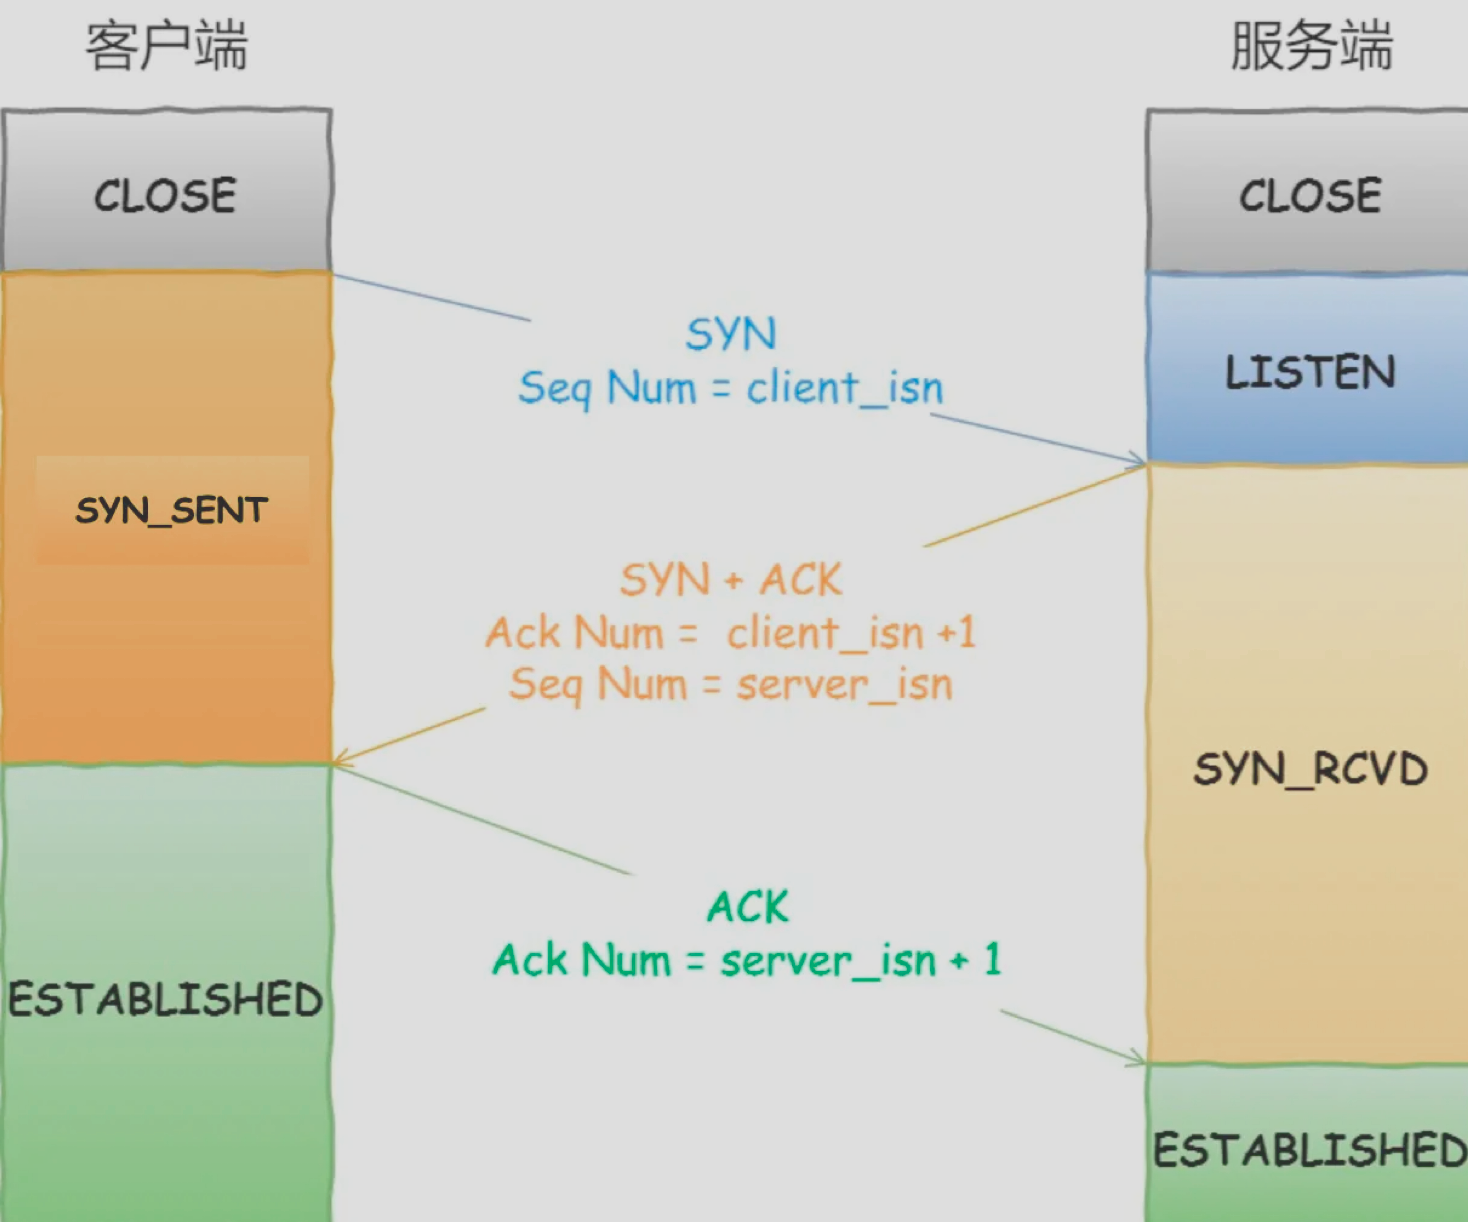 客户端
服务端
CLOSE
CLOSE
SYN
Seq Num = client_isn
LISTEN
SYN_SENT
SYN + ACK
Ack Num = client_isn +1
Seq Num = server_isn
SYN_RCVD
ACK
Ack Num = server_isn + 1
ESTABLISHED
ESTABLISHED